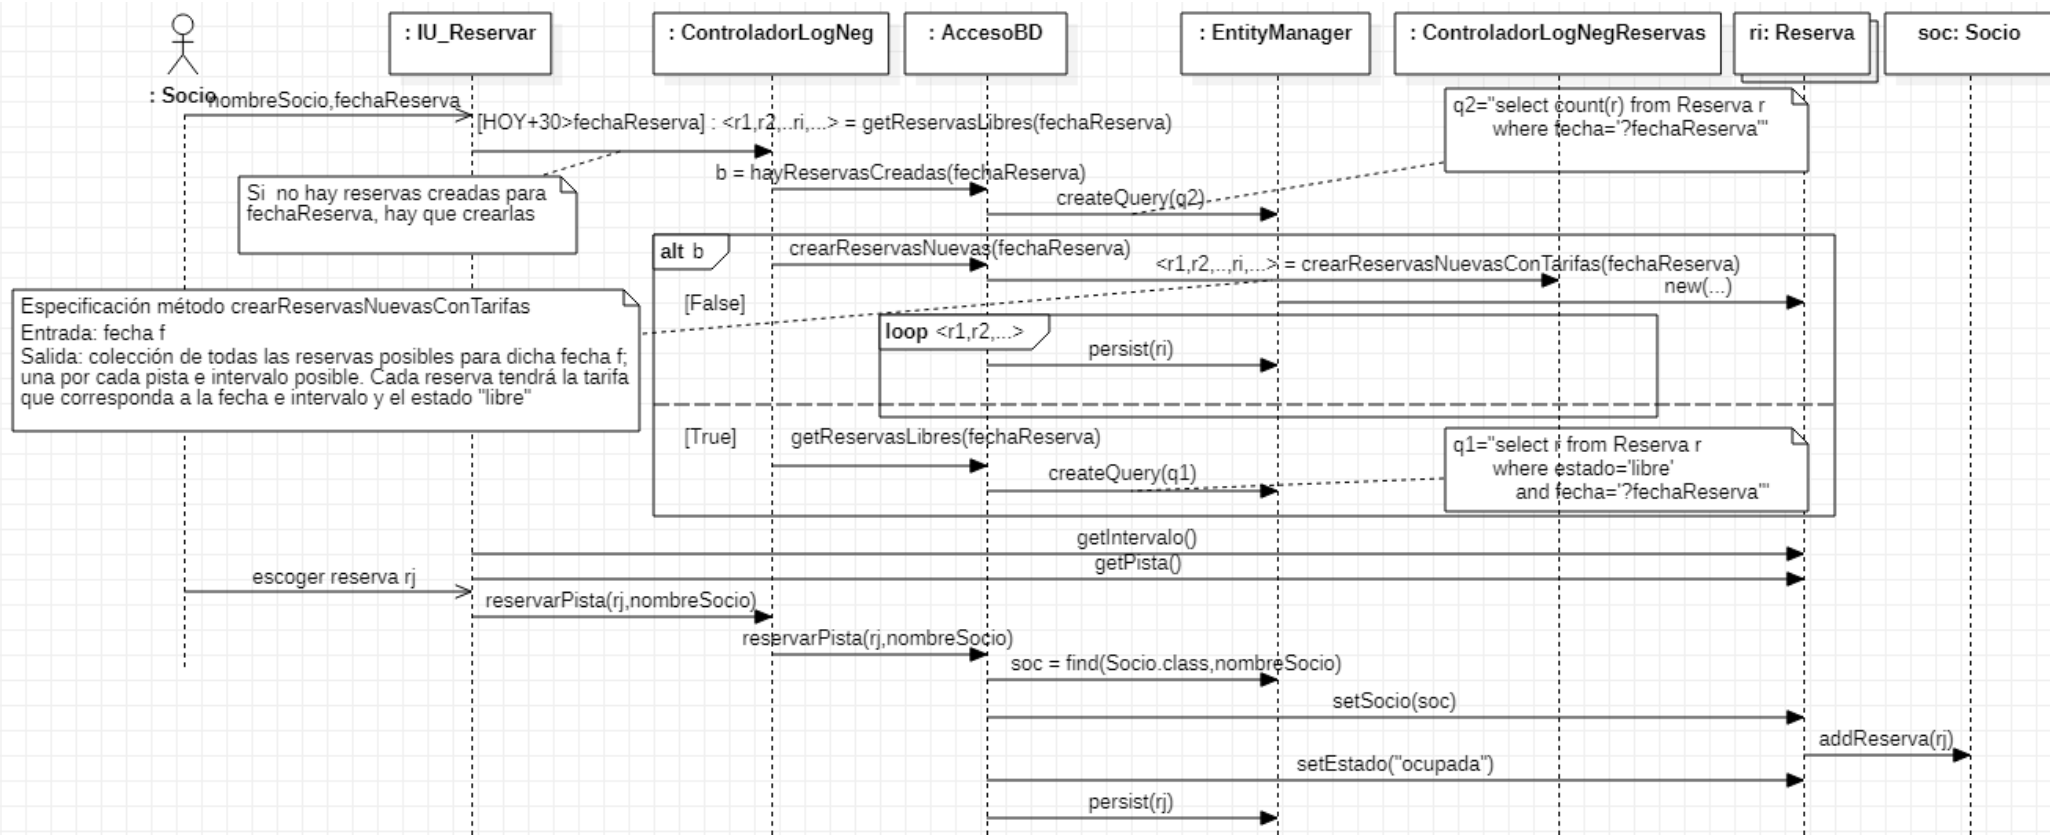 : IU_Reservar
: ControladorLogNeg
: AccesoBD
: EntityManager
: ControladorLogNegReservas
ri: Reserva
soc: Socio
: Socio
nombreSocio,fechaReserva
[HOY+30>fechaReserva] : <r1,r2,..ri,...> = getReservasLibres(fechaReserva)
q2="select count(r) from Reserva r
where fecha='?fechaReserva'"
b = hayReservasCreadas(fechaReserva)
createQuery(q2)
Si no hay reservas creadas para
fechaReserva, hay que crearlas
alt b
crearReservasNuevas(fechaReserva)
<r1,r2,..,ri,...> = crearReservasNuevasConTarifas(fechaReserva)
new(...)
[False]
Especificación método crearReservasNuevasConTarifas
Entrada: fecha f
Salida: colección de todas las reservas posibles para dicha fecha f;
una por cada pista e intervalo posible. Cada reserva tendrá la tarifa
que corresponda a la fecha e intervalo y el estado "libre"
loop <r1,r2,...>
persist(ri)
[True]
getReservasLibres(fechaReserva)
createQuery(q1)
q1="select r from Reserva r
where estado='libre'
and fecha='?fechaReserva'"
getIntervalo()
getPista()
escoger reserva rj
reservarPista(rj,nombreSocio)
reservarPista(rj,nombreSocio)
soc = find(Socio.class,nombreSocio)
setSocio(soc)
addReserva(rj)
setEstado("ocupada")
persist(rj)